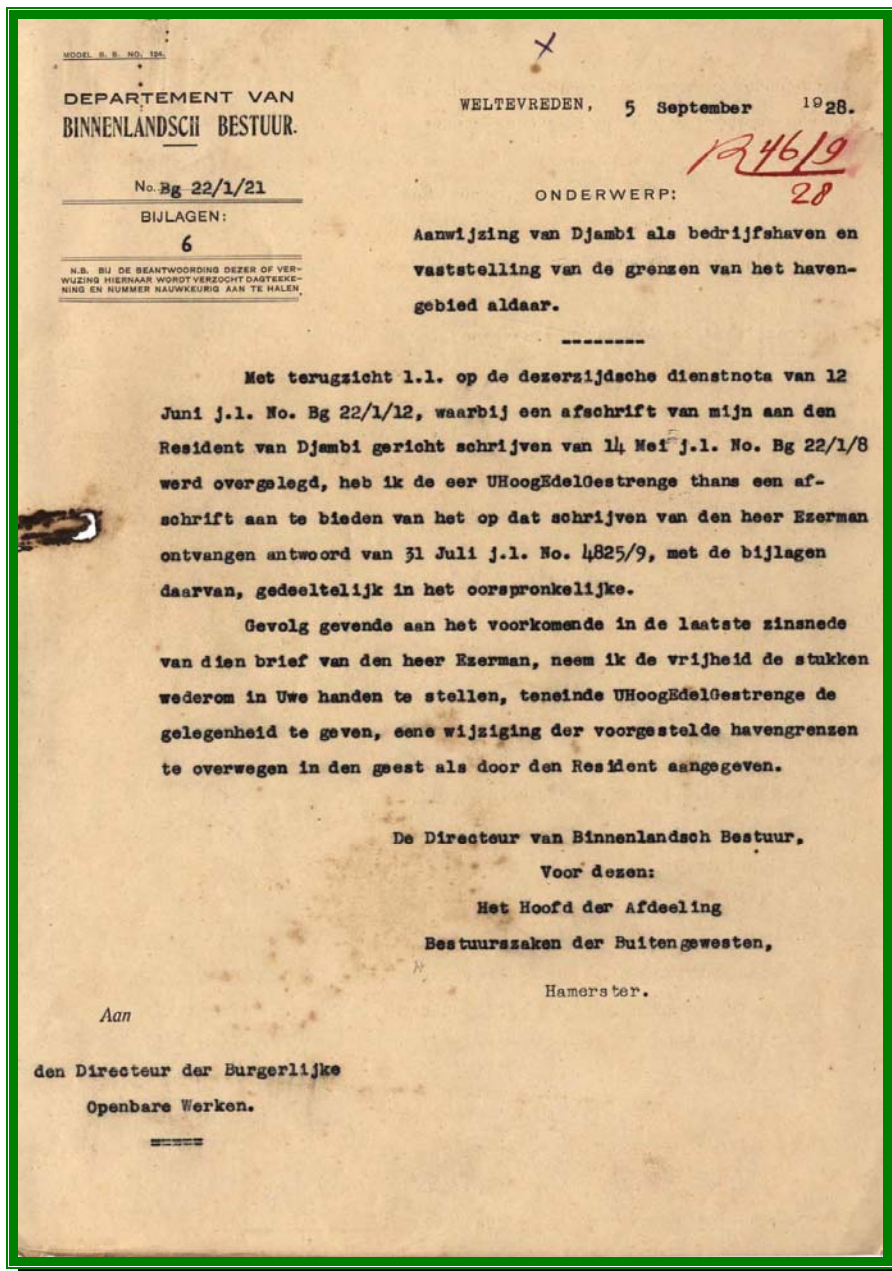 MODEL B. B. NO. 124.
DEPARTEMENT VAN
BINNENLANDSCH BESTUUR.
No. Bg 22/1/21
BIJLAGEN:
6
N.B. BIJ DE BEANTWOORDING DEZER OF VER-
WIJZING HIERNAAR WORDT VERZOCHT DAGTEEKE-
NING EN NUMMER NAUWKEURIG AAN TE HALEN
WELTEVREDEN, 5 September 1928.
R 46/9
28
ONDERWERP:
Aanwijzing van Djambi als bedrijfshaven en
vaststelling van de grenzen van het haven-
gebied aldaar.
--------
Met terugzicht l.l. op de dezerzijdsche dienstnota van 12
Juni j.l. No. Bg 22/1/12, waarbij een afschrift van mijn aan den
Resident van Djambi gericht schrijven van 14 Mei j.l. No. Bg 22/1/8
werd overgelegd, heb ik de eer UHoogEdelGestrenge thans een af-
schrift aan te bieden van het op dat schrijven van den heer Ezerman
ontvangen antwoord van 31 Juli j.l. No. 4825/9, met de bijlagen
daarvan, gedeeltelijk in het oorspronkelijke.
Gevolg gevende aan het voorkomende in de laatste zinsnede
van dien brief van den heer Ezerman, neem ik de vrijheid de stukken
wederom in Uwe handen te stellen, teneinde UHoogEdelGestrenge de
gelegenheid te geven, eene wijziging der voorgestelde havengrenzen
te overwegen in den geest als door den Resident aangegeven.
De Directeur van Binnenlandsch Bestuur,
Voor dezen:
Het Hoofd der Afdeeling
Bestuurszaken der Buitengewesten,
Hamerster.
Aan
den Directeur der Burgerlijke
Openbare Werken.
=====